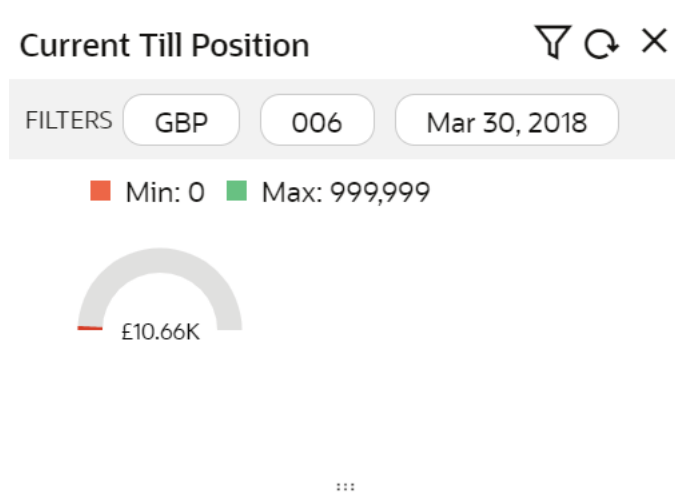 Current Till Position
FILTERS GBP 006 Mar 30, 2018
Min: 0 Max: 999,999
£10.66K